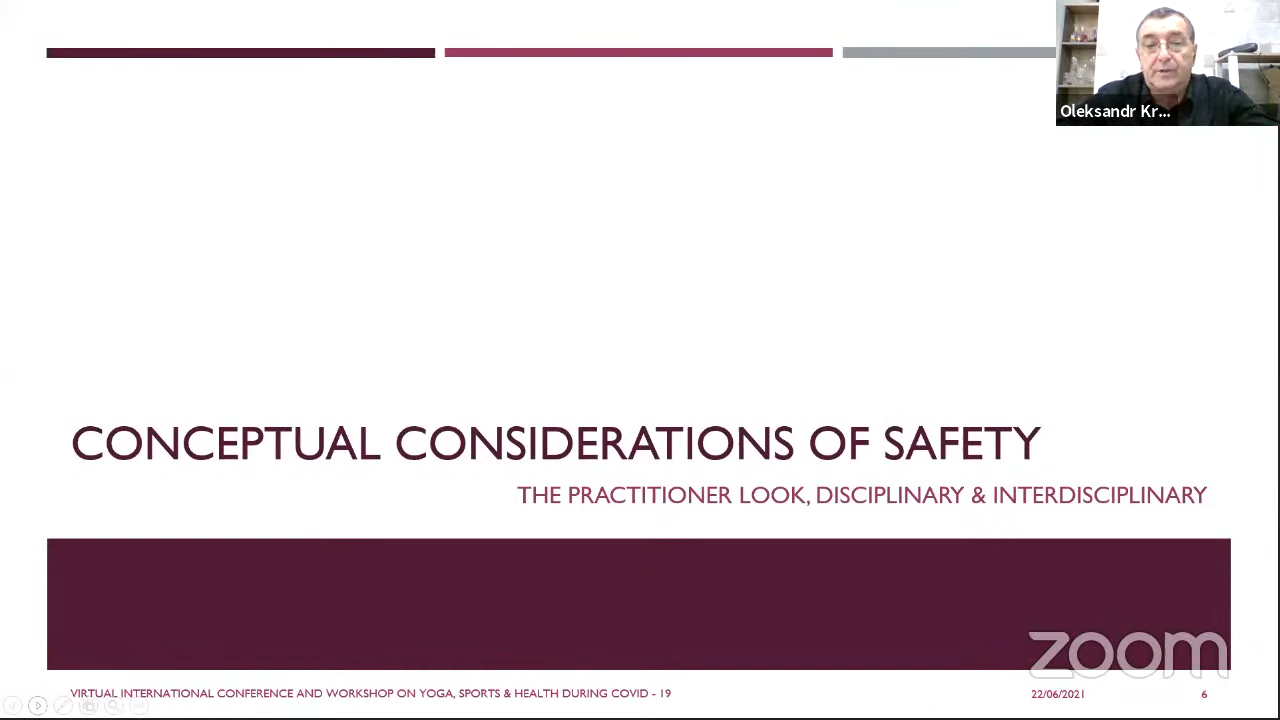 Oleksandr Kr...
CONCEPTUAL CONSIDERATIONS OF SAFETY
THE PRACTITIONER LOOK, DISCIPLINARY & INTERDISCIPLINARY
zoom
VIRTUAL INTERNATIONAL CONFERENCE AND WORKSHOP ON YOGA, SPORTS & HEALTH DURING COVID - 19
22/06/2021
6